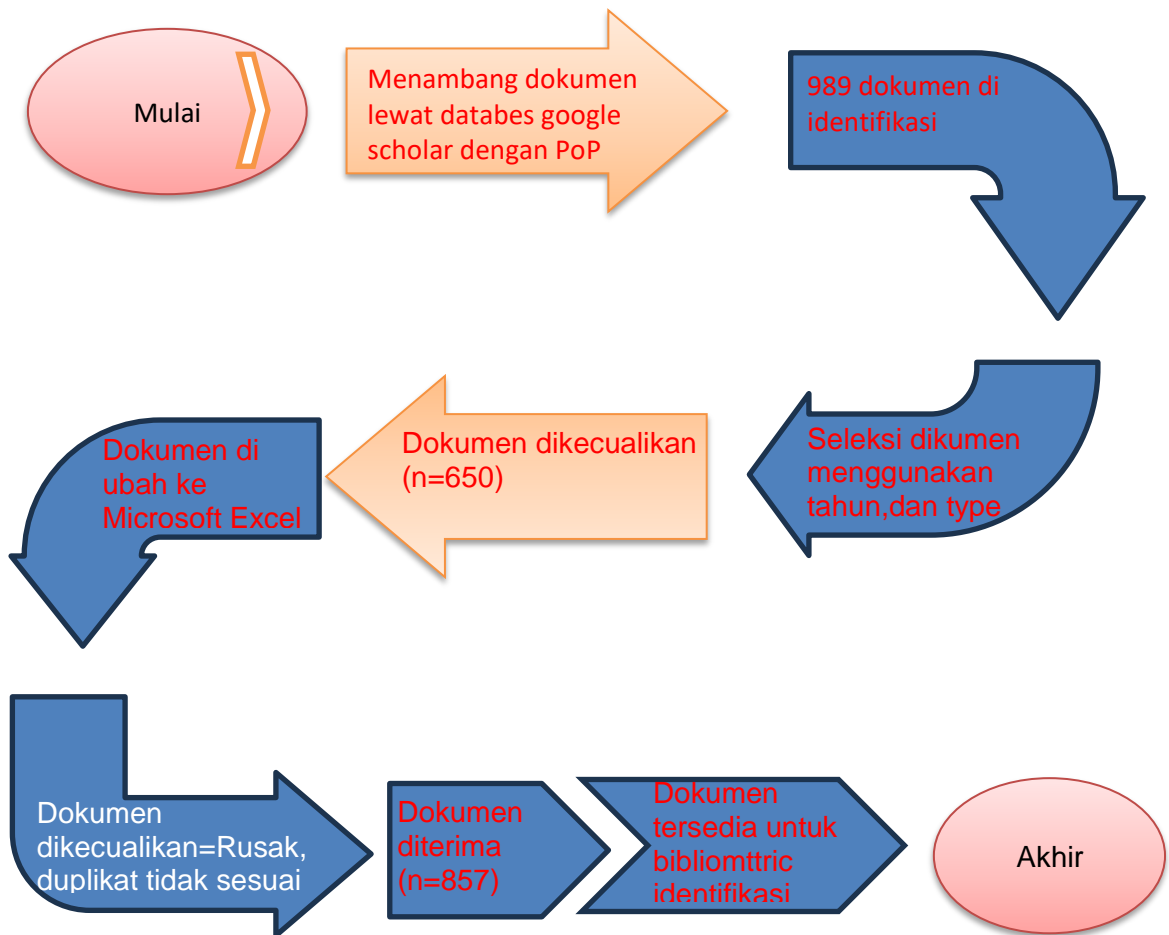 Mulai
Menambang dokumen
lewat databes google
scholar dengan PoP
989 dokumen di
identifikasi
Seleksi dikumen
menggunakan
tahun,dan type
Dokumen dikecualikan
(n=650)
Dokumen di
ubah ke
Microsoft Excel
Dokumen
dikecualikan=Rusak,
duplikat tidak sesuai
Dokumen
diterima
(n=857)
Dokumen
tersedia untuk
bibliomttric
identifikasi
Akhir